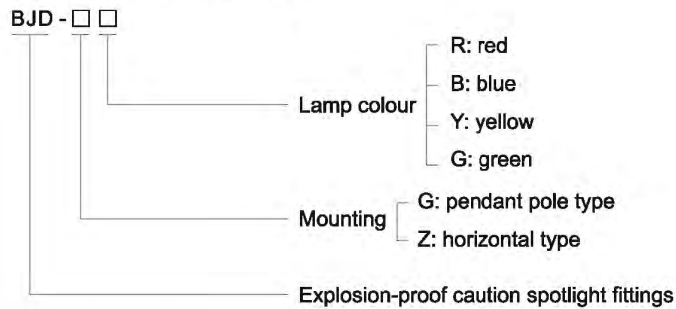 BJD - □ □
R: red
B: blue
Lamp colour
Y: yellow
G: green
G: pendant pole type
Mounting
Z: horizontal type
Explosion-proof caution spotlight fittings